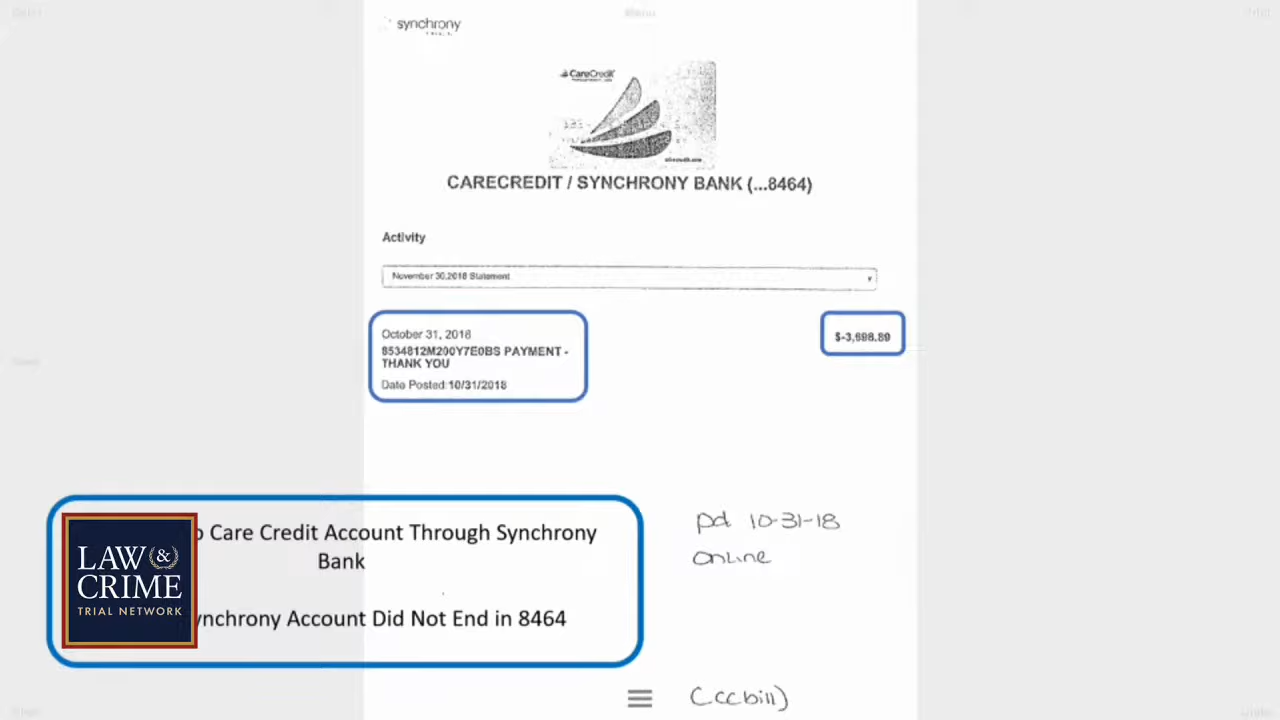 synchrony
CareCredit
CARECREDIT / SYNCHRONY BANK (...8464)
Activity
November 30,2018 Statement
October 31, 2018
8534812M200Y7E0BS PAYMENT -
THANK YOU
Date Posted:10/31/2018
$-3,698.89
Care Credit Account Through Synchrony
Bank
ynchrony Account Did Not End in 8464
LAW &
CRIME
TRIAL NETWORK
pd 10-31-18
online
(ccbill)